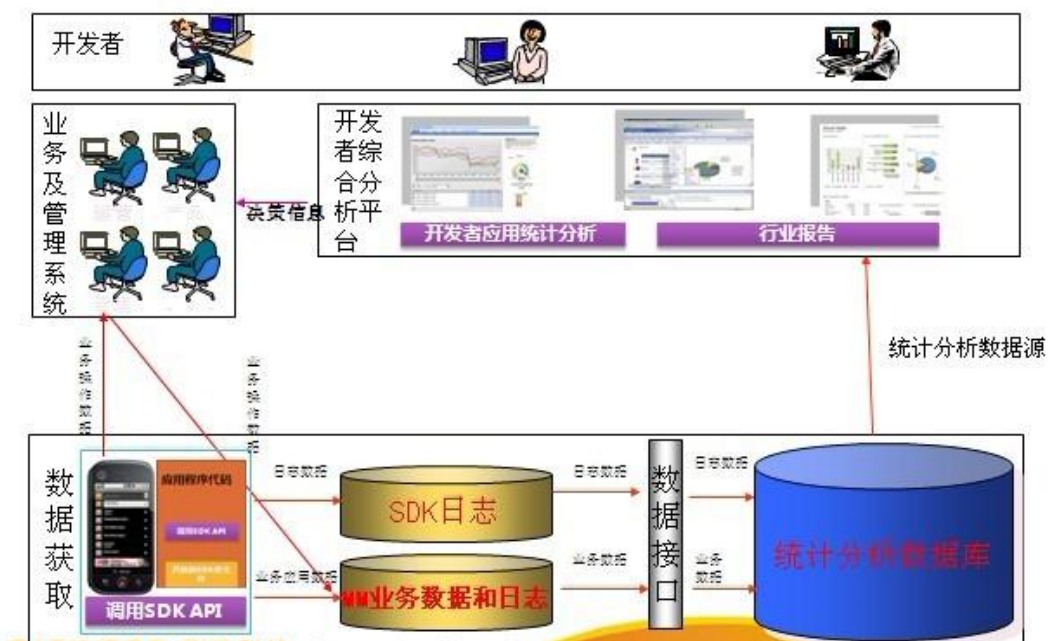 开发者
业务及管理系统
决策信息
开发者综合分析平台
开发者应用统计分析
行业报告
统计分析数据源
业务操作数据
业务操作数据
数据获取
应用程序代码
调用SDK API
调用SDK API
日志数据
SDK日志
日志数据
数据接口
日志数据
统计分析数据库
业务应用数据
MM业务数据和日志
业务数据
业务数据